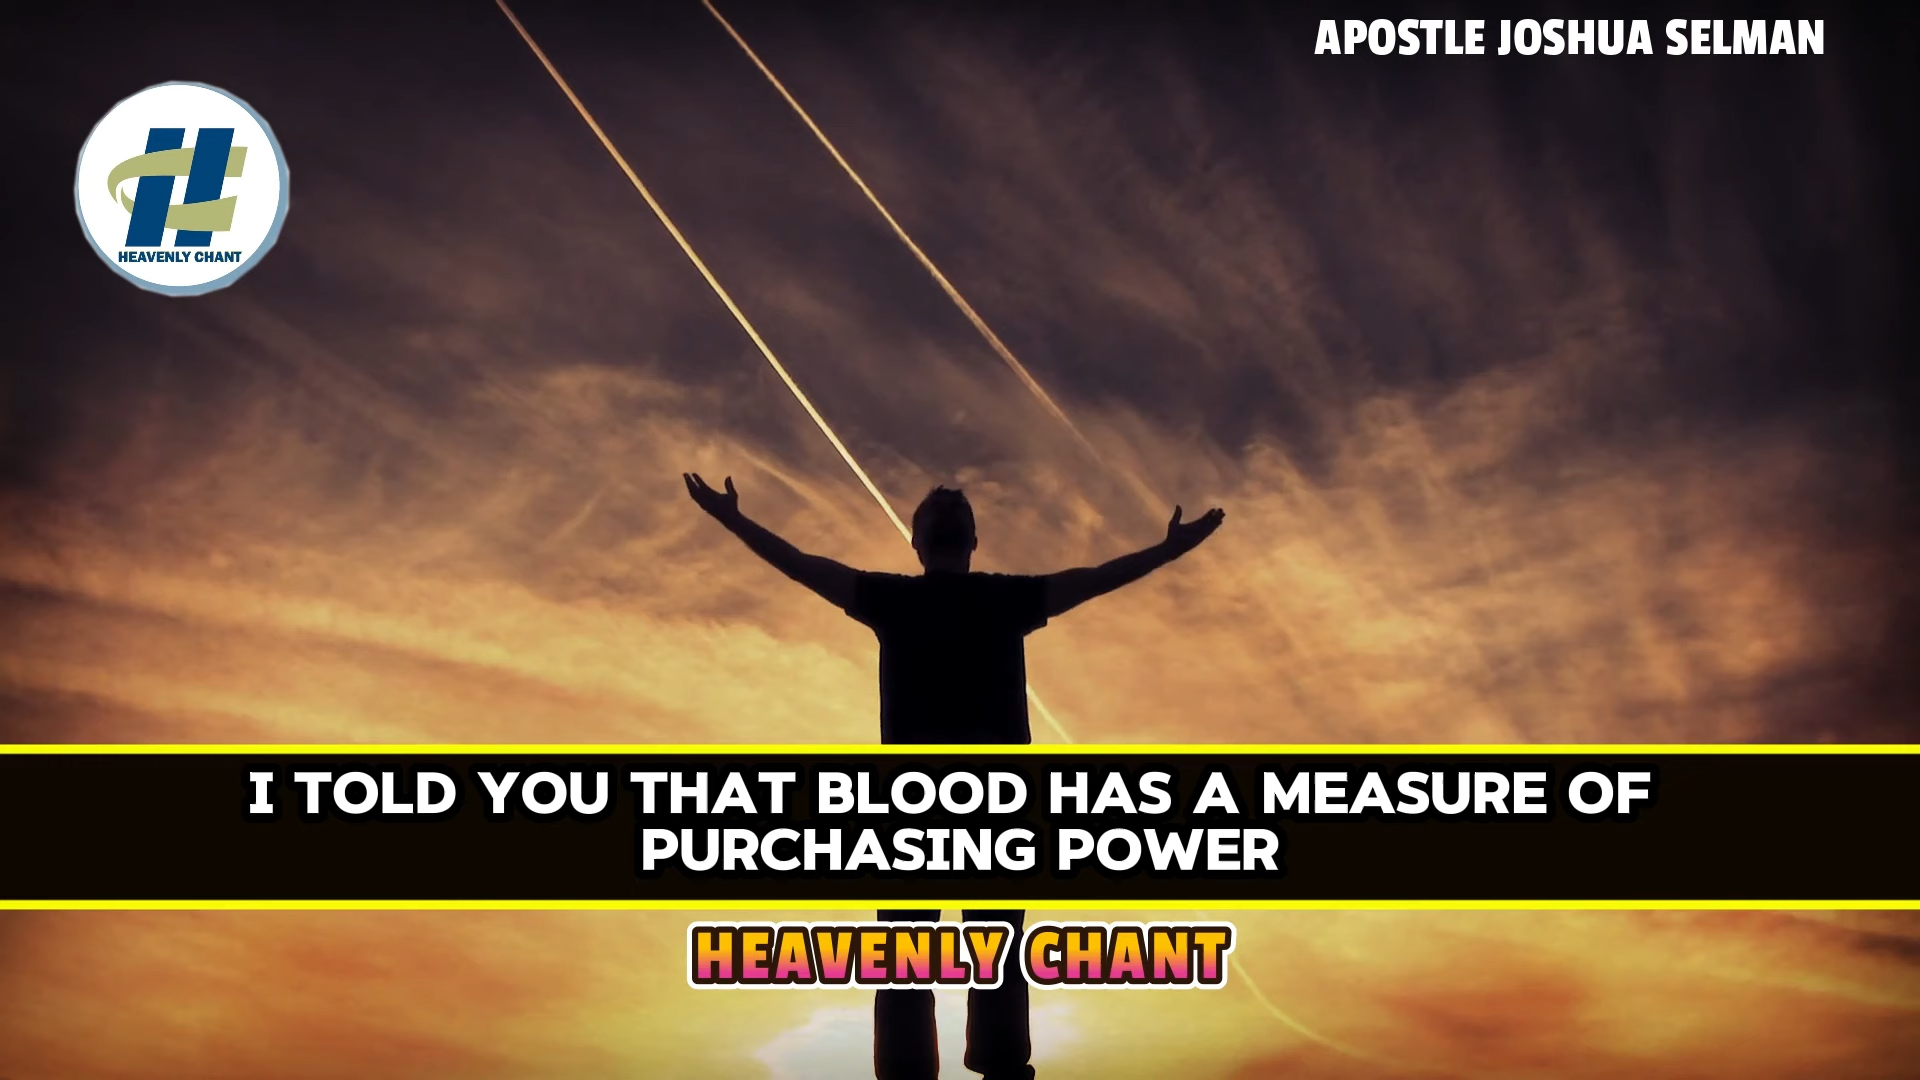 APOSTLE JOSHUA SELMAN
HEAVENLY CHANT
I TOLD YOU THAT BLOOD HAS A MEASURE OF
PURCHASING POWER
HEAVENLY CHANT